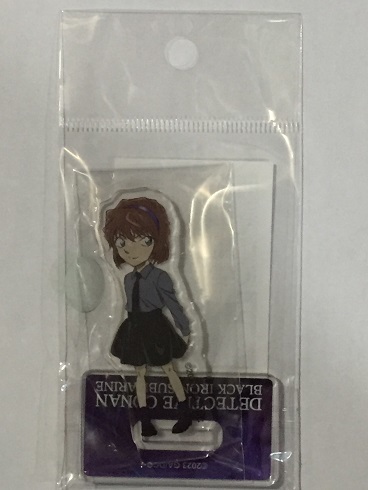 DETECTIVE CONAN
BLACK IRON SUBMARINE